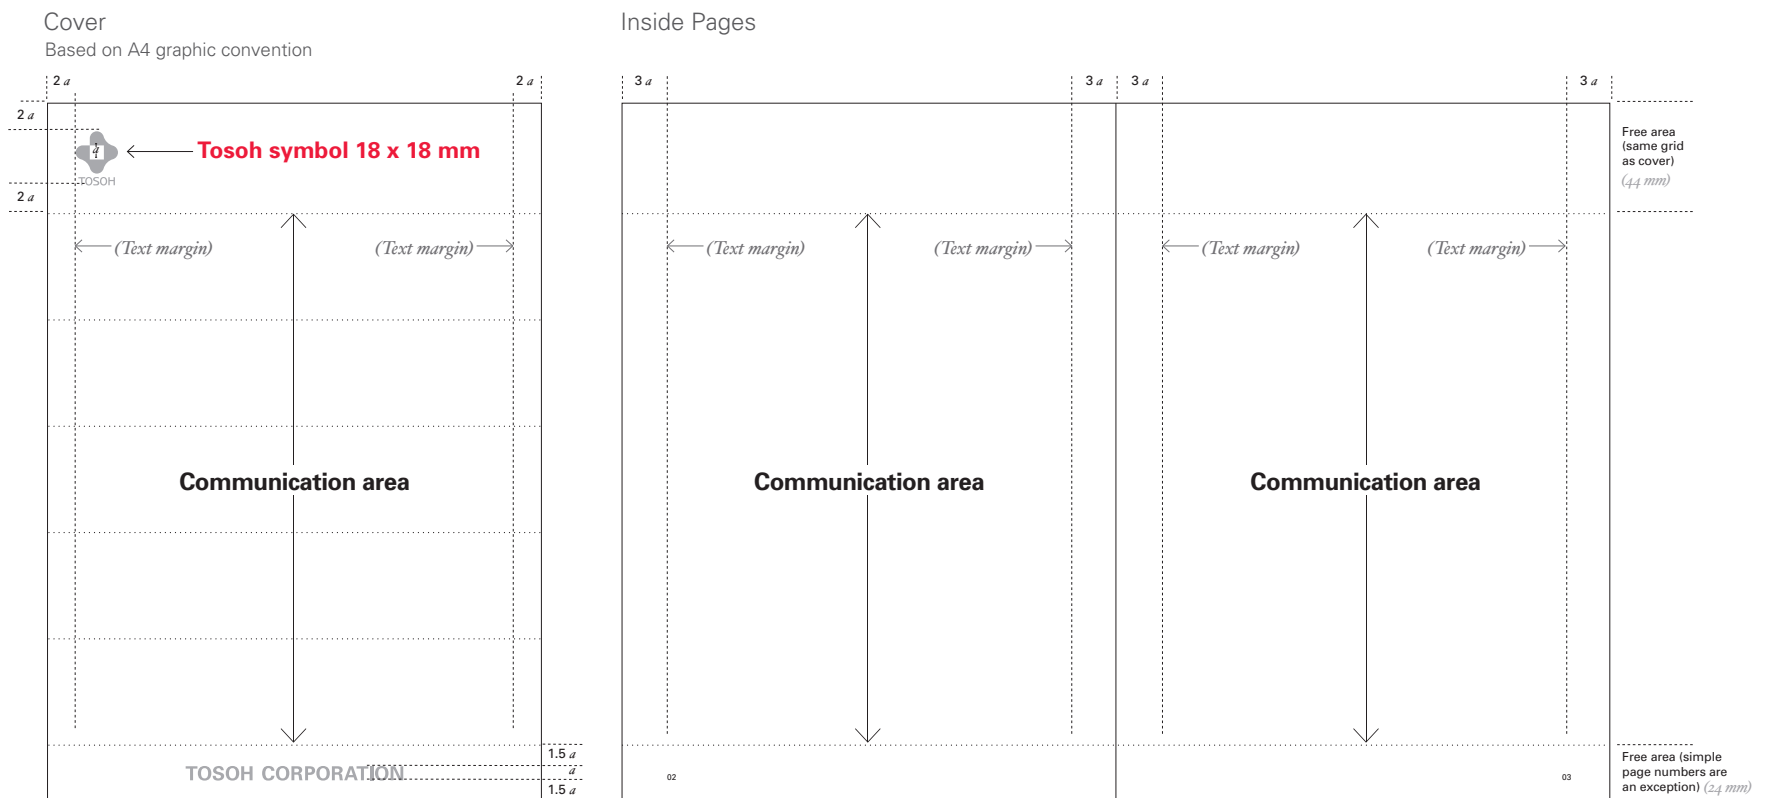 Cover
Inside Pages
Based on A4 graphic convention
2 a
2 a
3 a
3 a
3 a
3 a
2 a
a
Tosoh symbol 18 x 18 mm
TOSOH
2 a
Free area
(same grid
as cover)
(44 mm)
(Text margin)
(Text margin)
(Text margin)
(Text margin)
(Text margin)
(Text margin)
Communication area
Communication area
Communication area
1.5 a
TOSOH CORPORATION
a
1.5 a
02
03
Free area (simple
page numbers are
an exception) (24 mm)